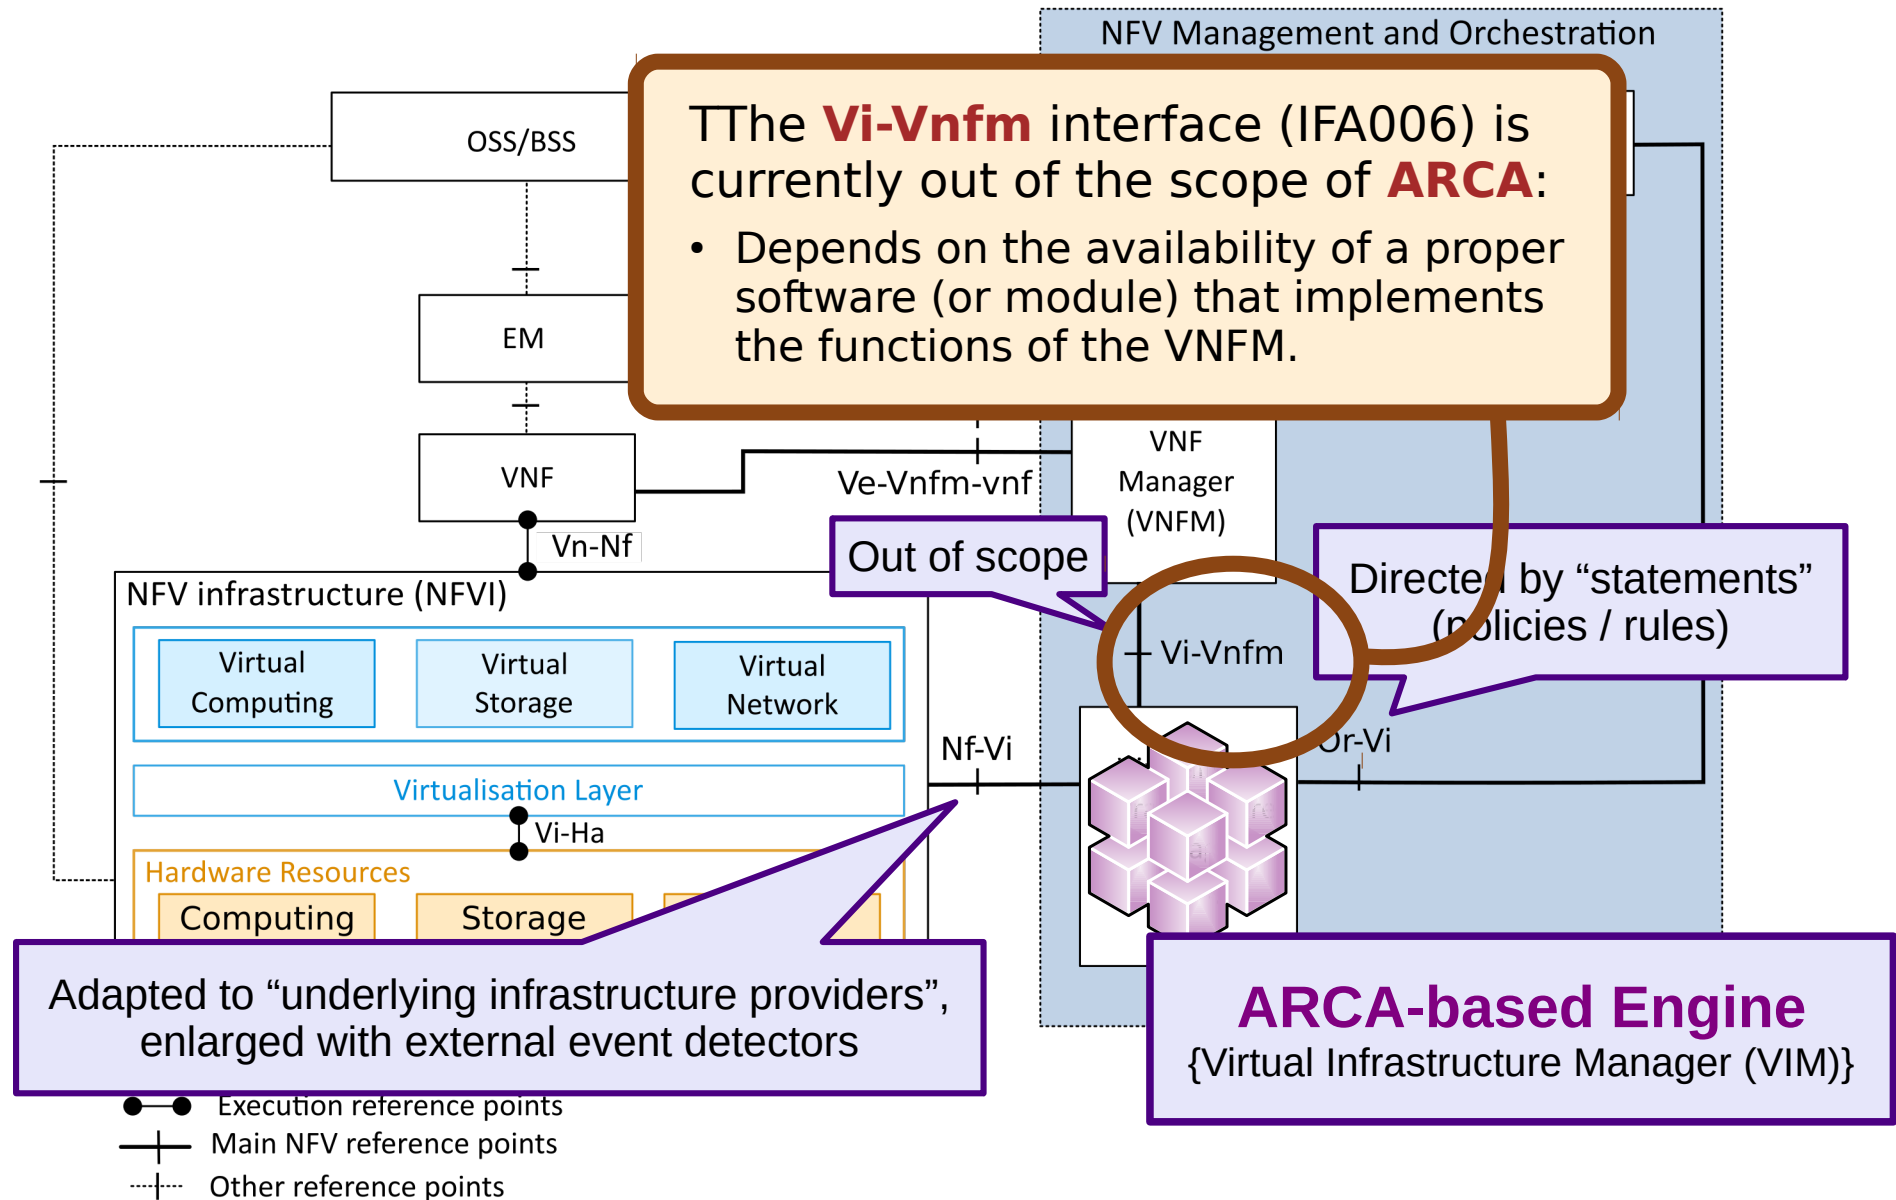 NFV Management and Orchestration
TThe Vi-Vnfm interface (IFA006) is
currently out of the scope of ARCA:
• Depends on the availability of a proper
software (or module) that implements
the functions of the VNFM.
OSS/BSS
EM
VNF
Ve-Vnfm-vnf
VNF
Manager
(VNFM)
Vn-Nf
Out of scope
Directed by “statements”
(policies / rules)
NFV infrastructure (NFVI)
Virtual
Computing
Virtual
Storage
Virtual
Network
Vi-Vnfm
Nf-Vi
Or-Vi
Virtualisation Layer
Vi-Ha
Hardware Resources
Computing
Storage
Adapted to “underlying infrastructure providers”,
enlarged with external event detectors
ARCA-based Engine
{Virtual Infrastructure Manager (VIM)}
Execution reference points
Main NFV reference points
Other reference points